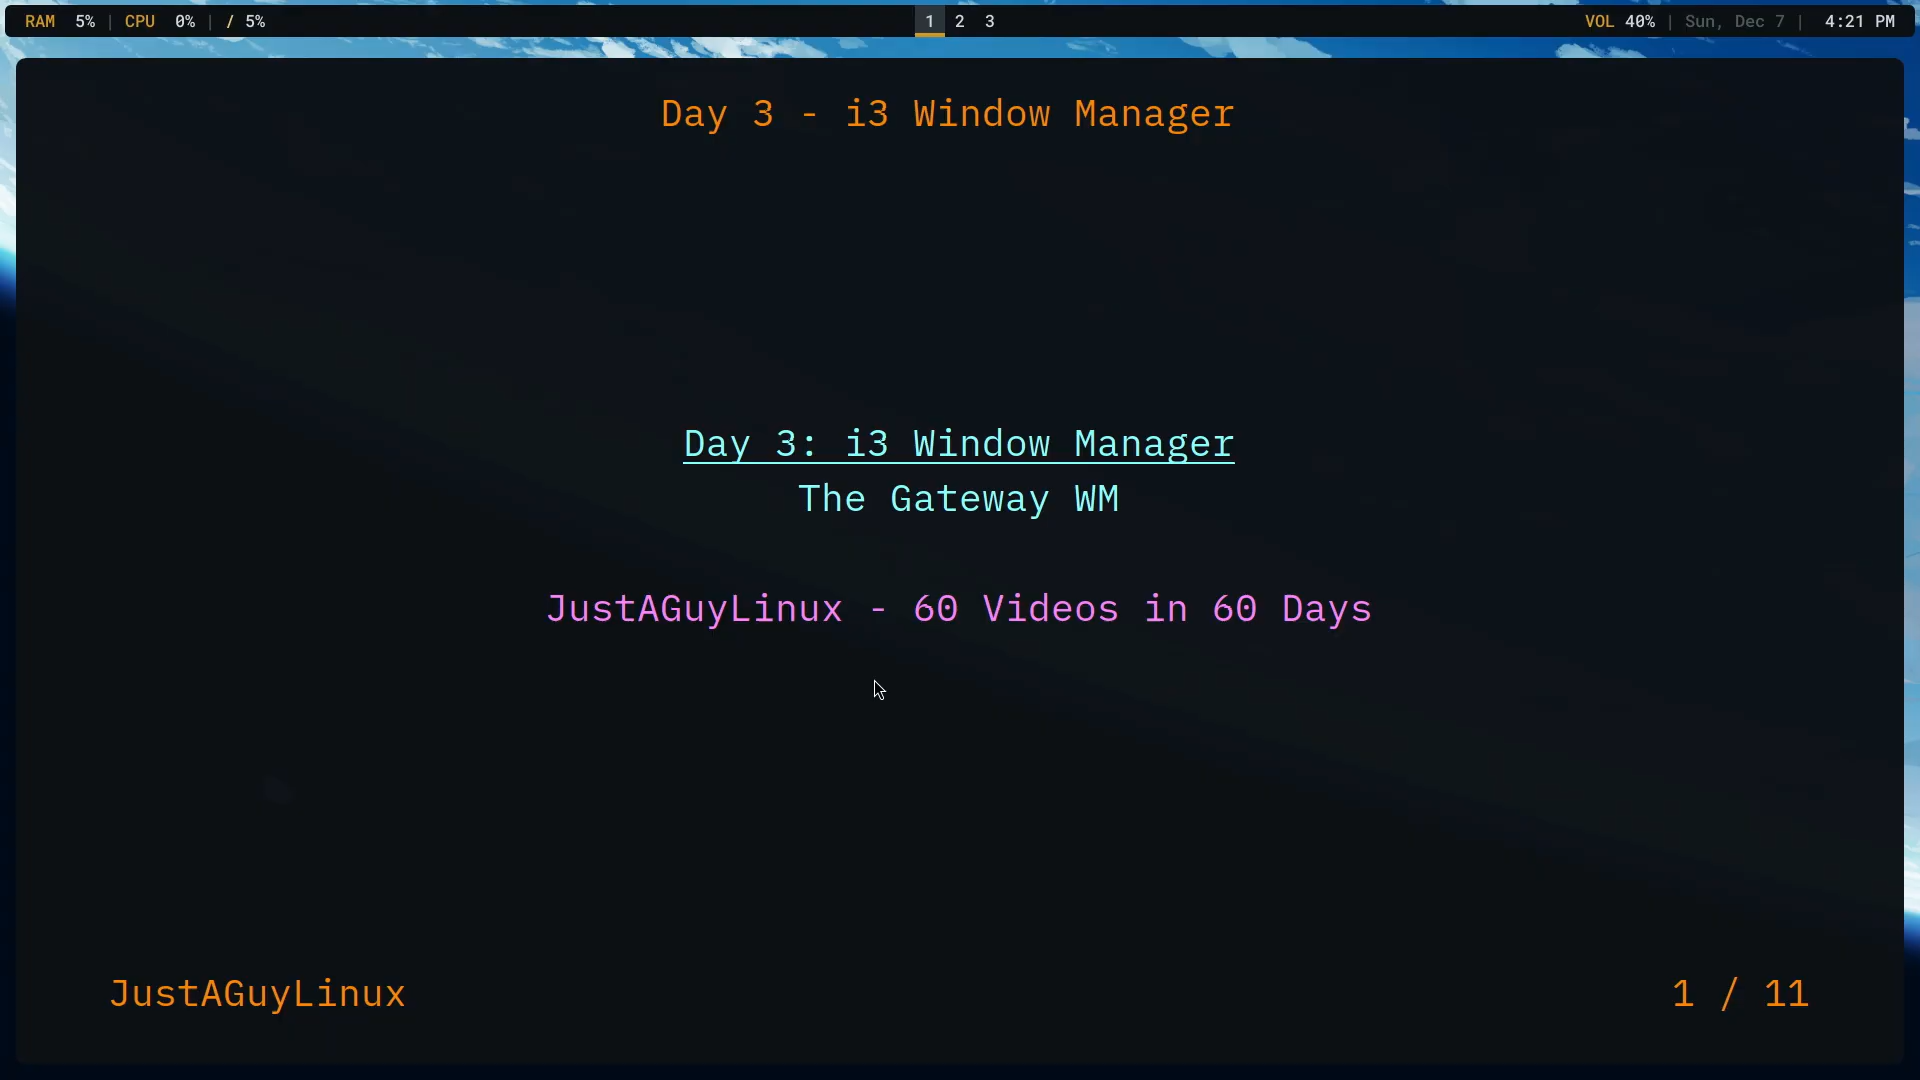 RAM 5% | CPU 0% | / 5% 1 2 3 VOL 40% | Sun, Dec 7 | 4:21 PM
Day 3 - i3 Window Manager
Day 3: i3 Window Manager
The Gateway WM
JustAGuyLinux - 60 Videos in 60 Days
JustAGuyLinux 1 / 11